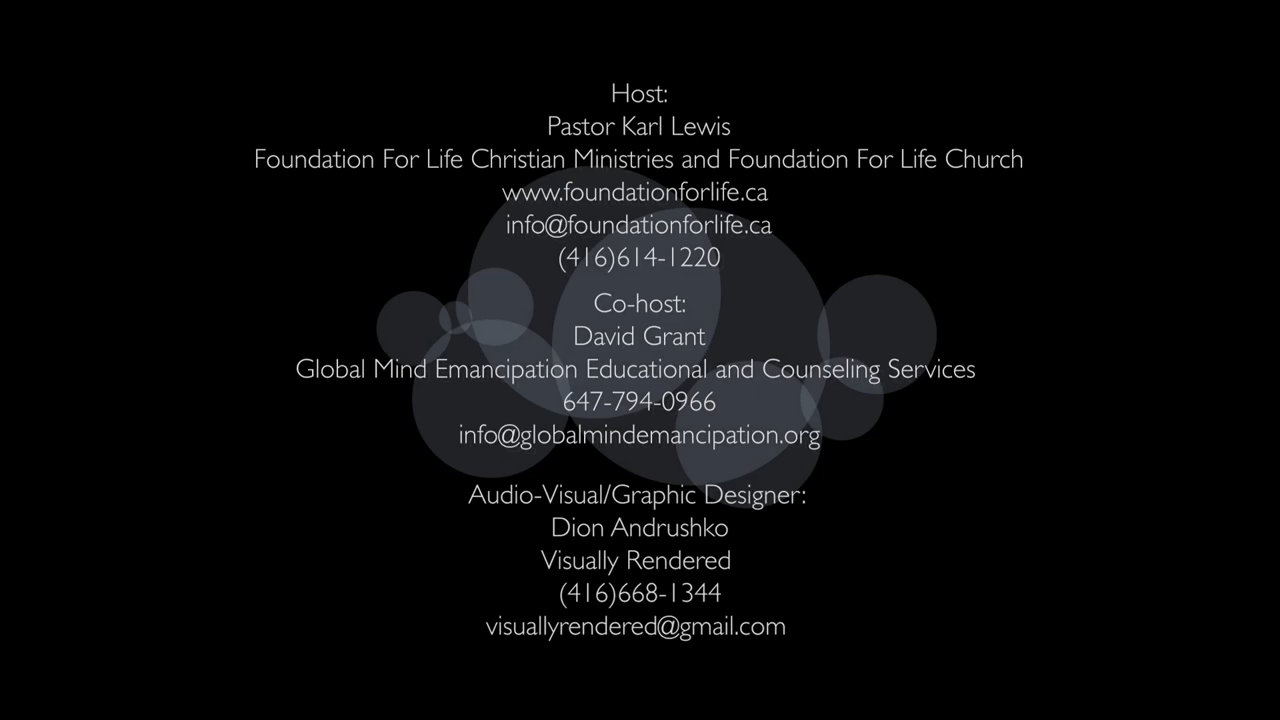 Host:
Pastor Karl Lewis
Foundation For Life Christian Ministries and Foundation For Life Church
www.foundationforlife.ca
info@foundationforlife.ca
(416)614-1220
Co-host:
David Grant
Global Mind Emancipation Educational and Counseling Services
647-794-0966
info@globalmindemancipation.org
Audio-Visual/Graphic Designer:
Dion Andrushko
Visually Rendered
(416)668-1344
visuallyrendered@gmail.com